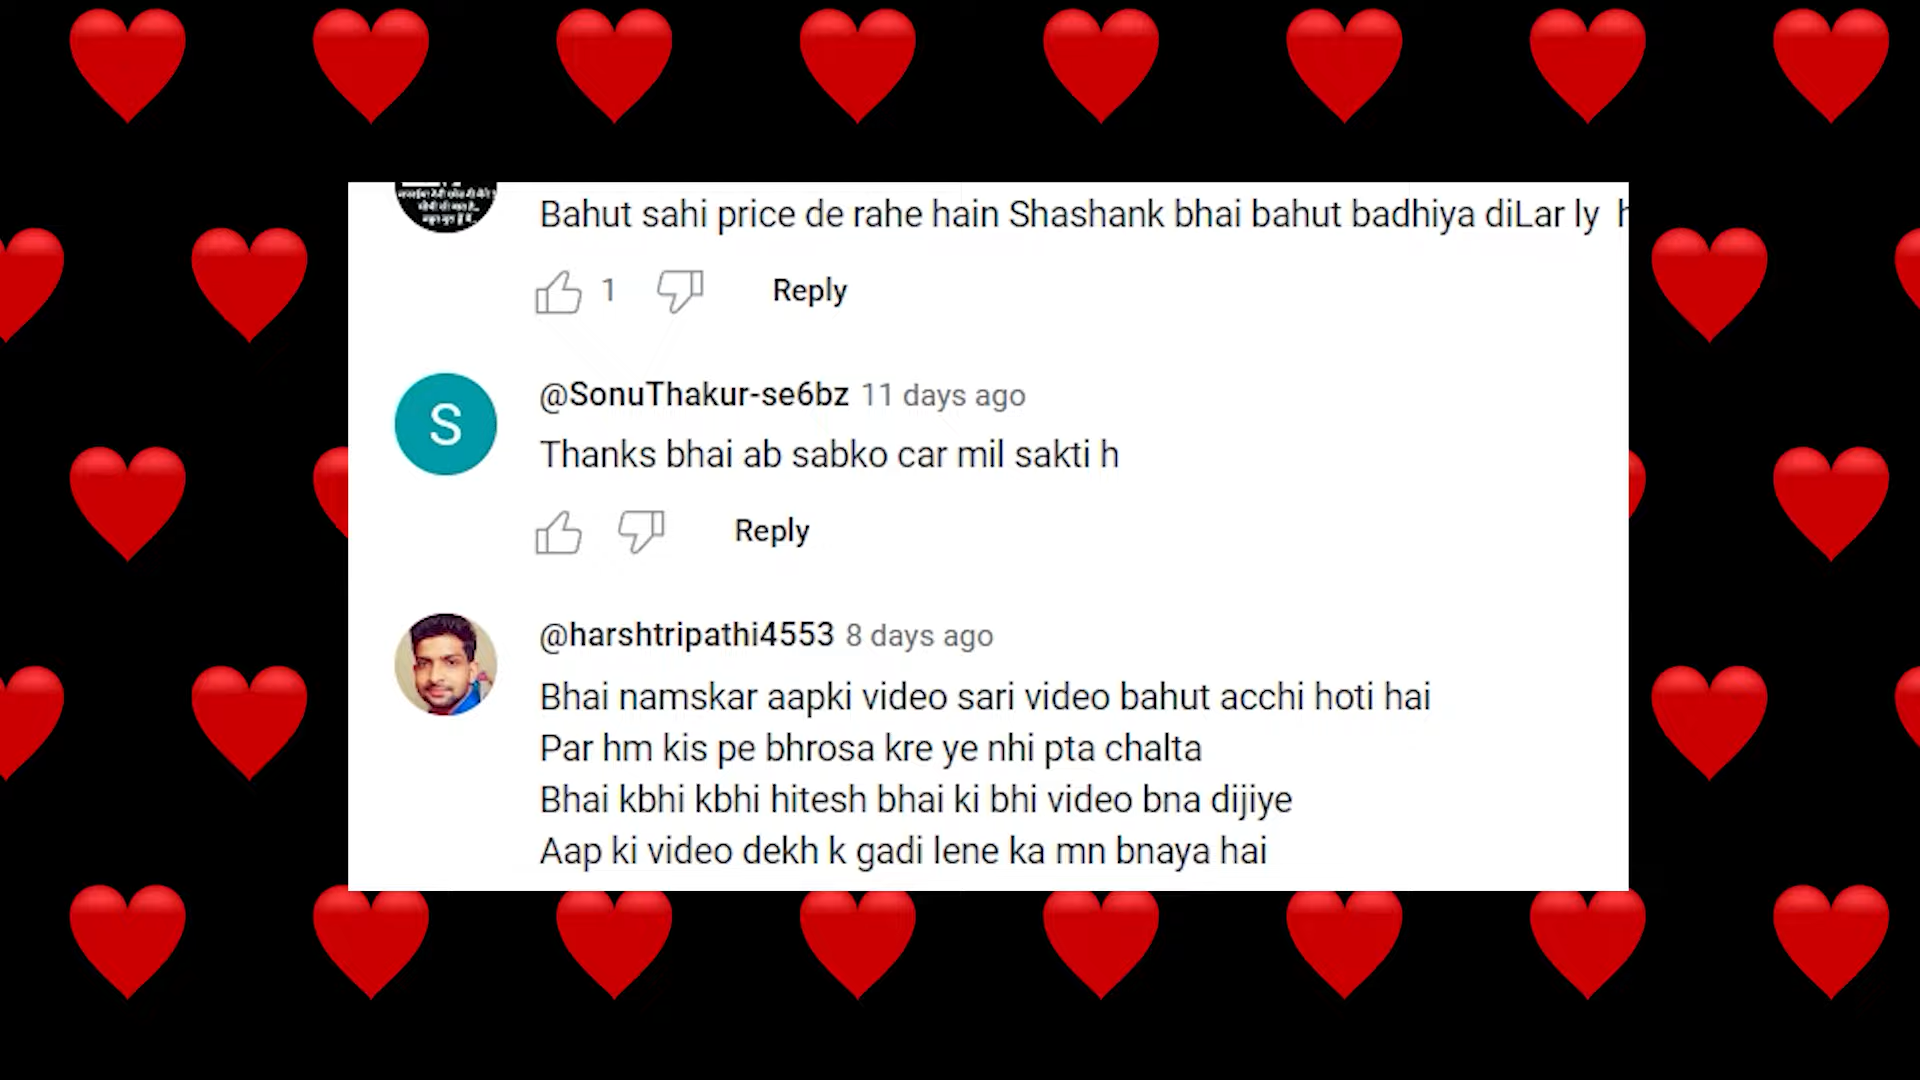 Bahut sahi price de rahe hain Shashank bhai bahut badhiya diLar ly
1 Reply
S @SonuThakur-se6bz 11 days ago
Thanks bhai ab sabko car mil sakti h
Reply
@harshtripathi4553 8 days ago
Bhai namskar aapki video sari video bahut acchi hoti hai
Par hm kis pe bhrosa kre ye nhi pta chalta
Bhai kbhi kbhi hitesh bhai ki bhi video bna dijiye
Aap ki video dekh k gadi lene ka mn bnaya hai